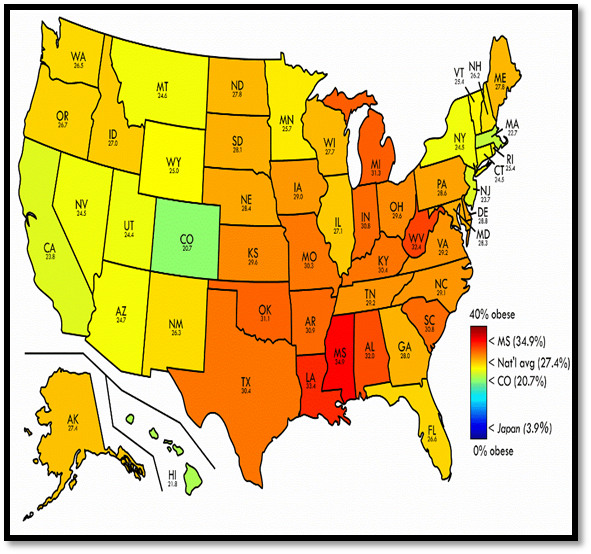 WA
26.5
OR
26.7
ID
27.0
MT
24.6
ND
27.8
MN
25.7
WI
27.7
MI
31.3
VT
25.4
NH
26.2
ME
27.8
MA
22.7
RI
25.4
CT
24.5
NY
24.5
NJ
23.7
PA
28.6
DE
28.8
MD
28.3
SD
28.1
WY
25.0
NE
28.4
IA
29.0
IL
27.1
IN
30.8
OH
29.6
WV
32.4
VA
29.2
NV
24.5
UT
24.4
CO
20.7
KS
29.6
MO
30.3
KY
30.4
CA
23.8
AZ
24.7
NM
26.3
OK
31.1
AR
30.9
TN
29.2
NC
29.1
SC
30.8
MS
34.9
AL
32.0
GA
28.0
TX
30.4
LA
33.4
FL
26.6
AK
27.4
HI
21.8
40% obese
< MS (34.9%)
< Nat'l avg (27.4%)
< CO (20.7%)
< Japan (3.9%)
0% obese